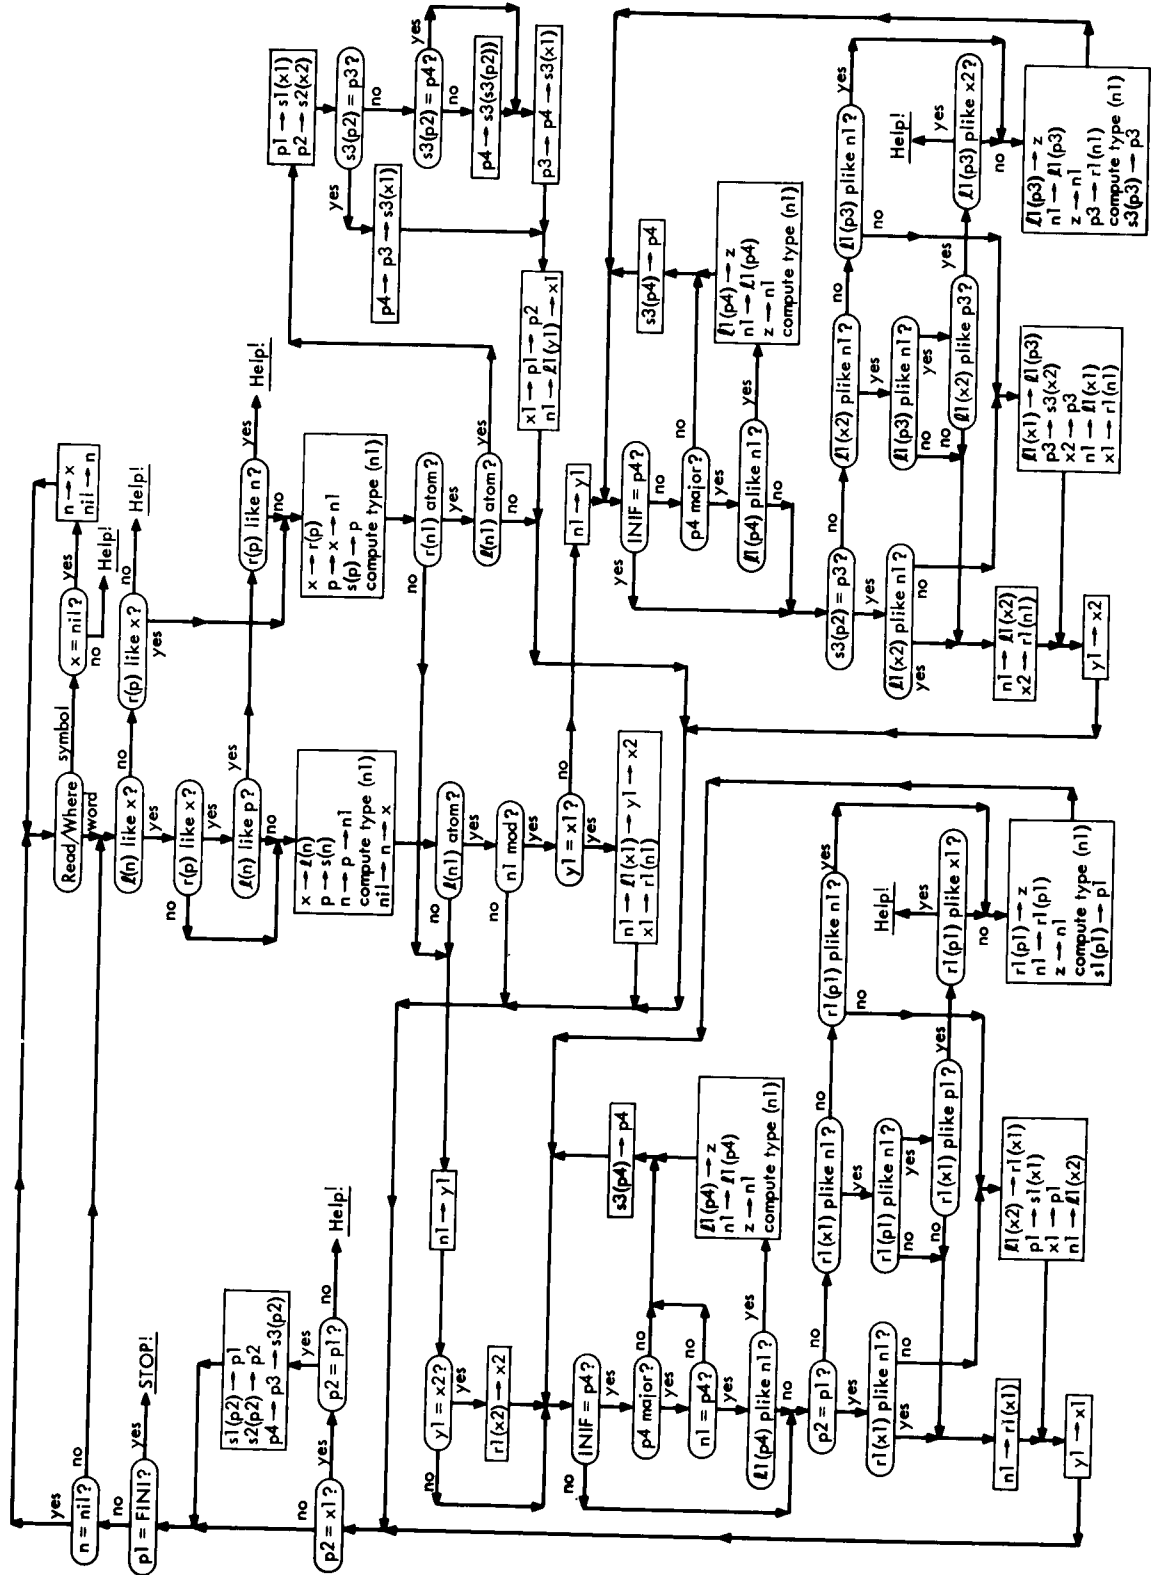 n = nil?
yes
no
p1 = FINI?
yes
STOP!
no
s1(p2) → p1
s2(p2) → p2
p4 → p3 → s3(p2)
yes
p2 = x1?
yes
no
p2 = p1?
no
Help!
Read/Where
symbol
word
x = nil?
yes
no
Help!
n → x
nil → n
ℓ(n) like x?
no
yes
r(p) like x?
no
Help!
yes
r(p) like x?
no
yes
ℓ(n) like p?
yes
no
r(p) like n?
yes
Help!
no
x → ℓ(n)
p → s(n)
n → p → n1
compute type (n1)
nil → n → x
x → r(p)
p → x → n1
s(p) → p
compute type (n1)
r(n1) atom?
no
yes
ℓ(n1) atom?
yes
no
p1 → s1(x1)
p2 → s2(x2)
s3(p2) = p3?
yes
no
s3(p2) = p4?
yes
no
p4 → s3(s3(p2))
p4 → p3 → s3(x1)
p3 → p4 → s3(x1)
x1 → p1 → p2
n1 → ℓ1(y1) → x1
ℓ(n1) atom?
no
yes
n1 mod?
no
yes
y1 = x1?
no
yes
n1 → ℓ1(x1) → y1 → x2
x1 → r1(n1)
n1 → y1
y1 = x2?
yes
no
r1(x2) → x2
INIF = p4?
no
yes
p4 major?
no
yes
n1 = p4?
no
yes
ℓ1(p4) plike n1?
yes
no
s3(p4) → p4
ℓ1(p4) → z
n1 → ℓ1(p4)
z → n1
compute type (n1)
p2 = p1?
no
yes
r1(x1) plike n1?
no
yes
r1(x1) plike n1?
no
yes
r1(p1) plike n1?
no
yes
r1(x1) plike p1?
no
yes
r1(p1) plike n1?
yes
no
r1(p1) plike x1?
yes
Help!
no
n1 → r1(x1)
y1 → x1
ℓ1(x2) → r1(x1)
p1 → s1(x1)
x1 → p1
n1 → ℓ1(x2)
r1(p1) → z
n1 → r1(p1)
z → n1
compute type (n1)
s1(p1) → p1
n1 → y1
INIF = p4?
yes
no
p4 major?
no
yes
ℓ1(p4) plike n1?
yes
no
s3(p4) → p4
ℓ1(p4) → z
n1 → ℓ1(p4)
z → n1
compute type (n1)
s3(p2) = p3?
no
yes
ℓ1(x2) plike n1?
yes
no
ℓ1(x2) plike n1?
no
yes
ℓ1(p3) plike n1?
no
yes
ℓ1(x2) plike p3?
no
yes
ℓ1(p3) plike n1?
yes
no
ℓ1(p3) plike x2?
yes
Help!
no
n1 → ℓ1(x2)
x2 → r1(n1)
y1 → x2
ℓ1(x1) → ℓ1(p3)
p3 → s3(x2)
x2 → p3
n1 → ℓ1(x1)
x1 → r1(n1)
ℓ1(p3) → z
n1 → ℓ1(p3)
z → n1
p3 → r1(n1)
compute type (n1)
s3(p3) → p3